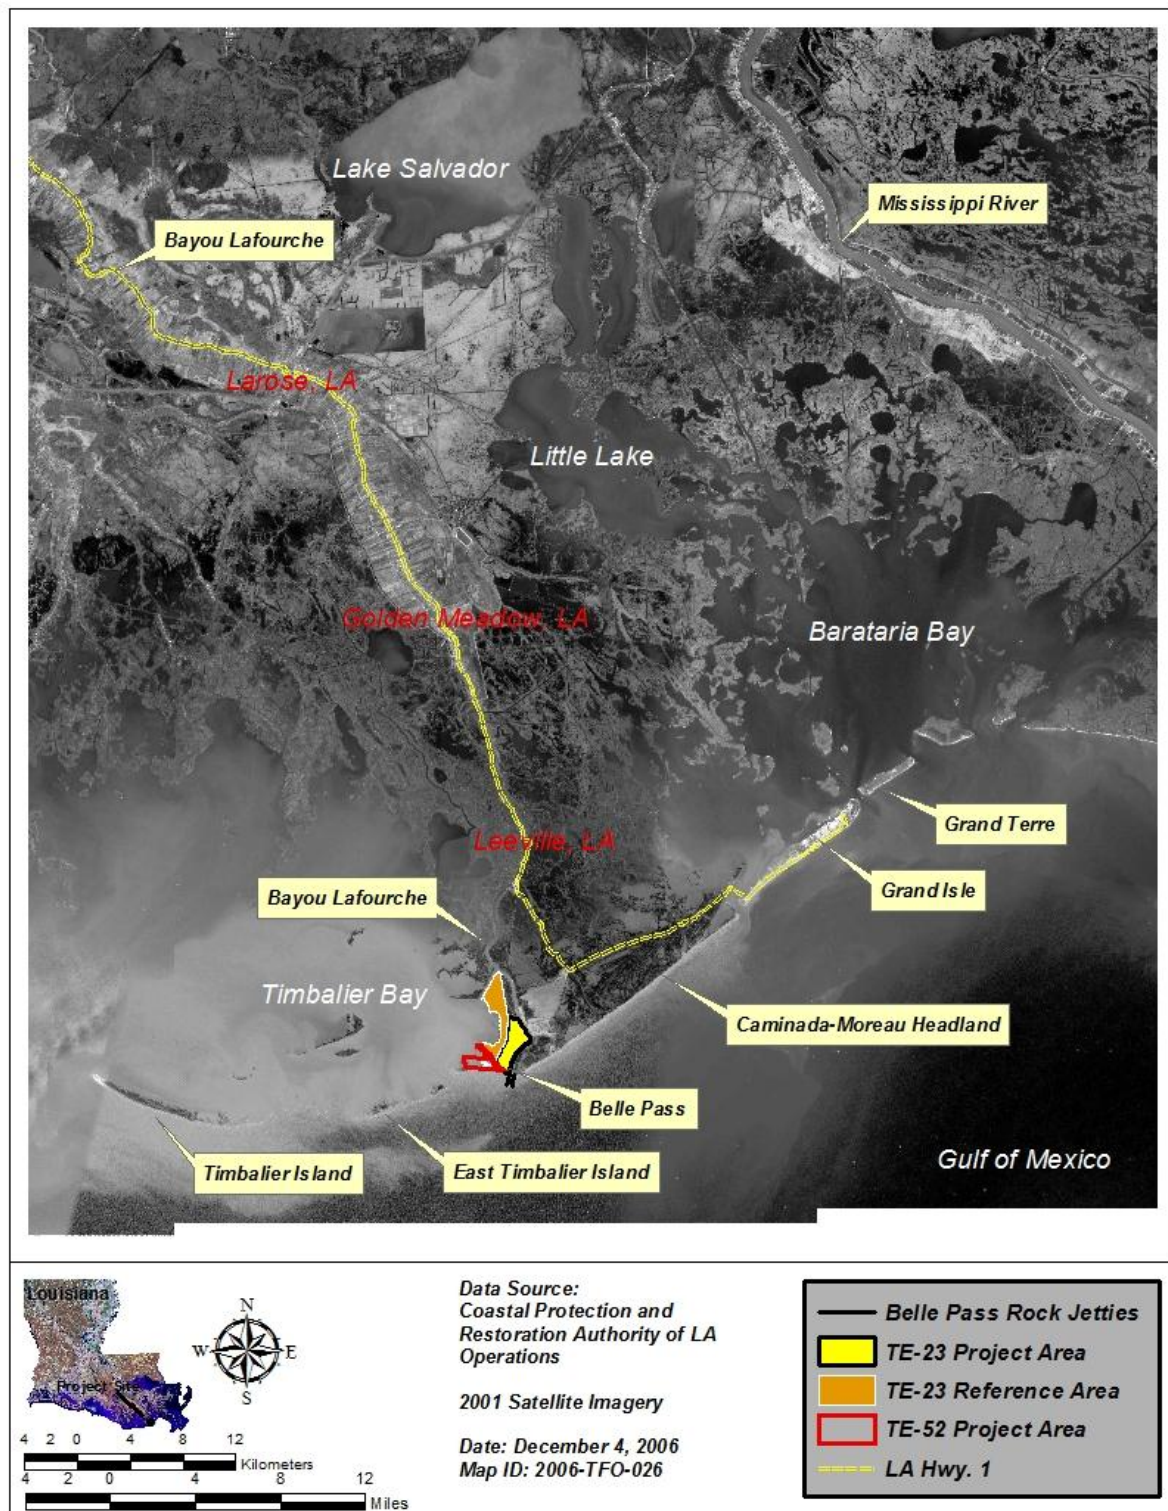 Lake Salvador
Mississippi River
Bayou Lafourche
Larose, LA
Little Lake
Golden Meadow, LA
Barataria Bay
Leeville, LA
Grand Terre
Grand Isle
Bayou Lafourche
Timbalier Bay
Caminada-Moreau Headland
Belle Pass
Timbalier Island
East Timbalier Island
Gulf of Mexico
Louisiana
Project Site
N
W
E
S
4 2 0 4 8 12
Kilometers
4 2 0 4 8 12
Miles
Data Source:
Coastal Protection and
Restoration Authority of LA
Operations
2001 Satellite Imagery
Date: December 4, 2006
Map ID: 2006-TFO-026
Belle Pass Rock Jetties
TE-23 Project Area
TE-23 Reference Area
TE-52 Project Area
LA Hwy. 1